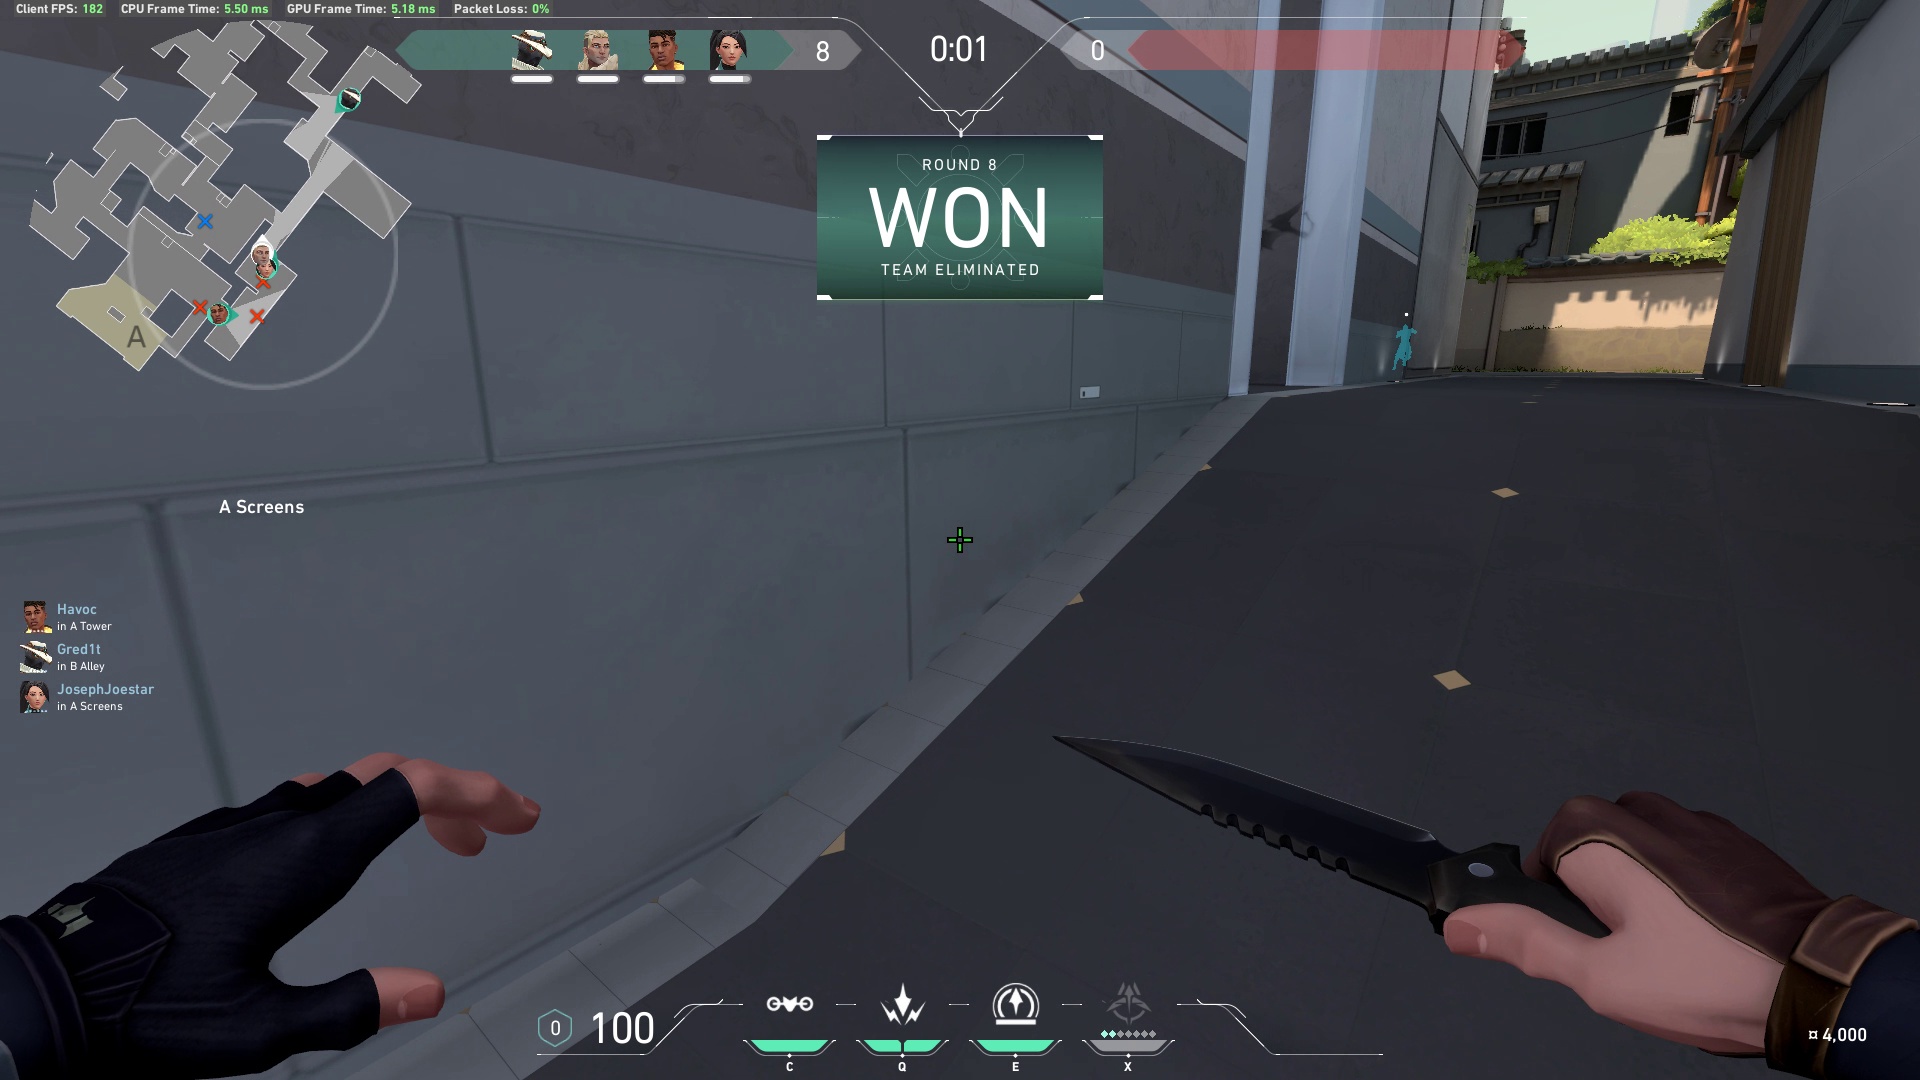 Client FPS: 182 CPU Frame Time: 5.50 ms GPU Frame Time: 5.18 ms Packet Loss: 0%
8 0:01 0
ROUND 8
WON
TEAM ELIMINATED
A
A Screens
Havoc
in A Tower
Gred1t
in B Alley
JosephJoestar
in A Screens
0 100
¤ 4,000
C Q E X